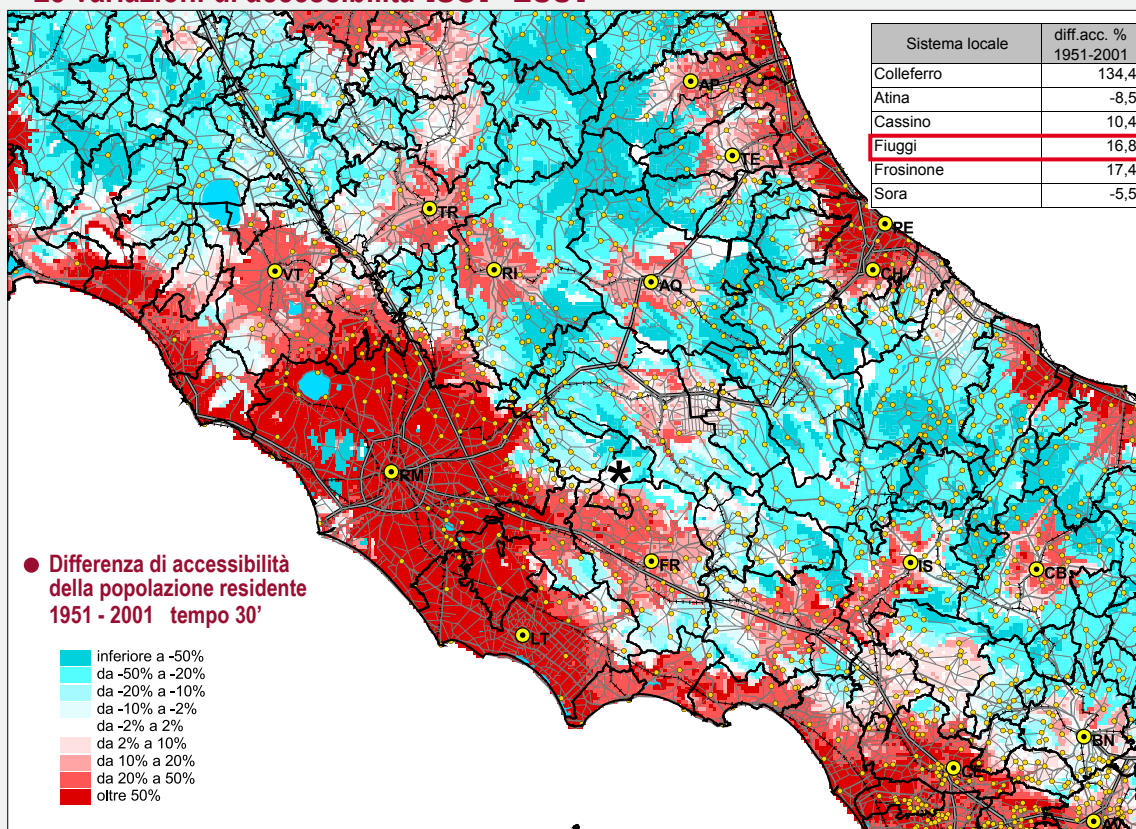 Sistema locale diff.acc. % 1951-2001
Colleferro 134,4
Atina -8,5
Cassino 10,4
Fiuggi 16,8
Frosinone 17,4
Sora -5,5
AP
TE
TR
PE
VT
RI
AQ
CH
*
RM
FR
IS
CB
LT
BN
CE
AV
Differenza di accessibilità
della popolazione residente
1951 - 2001 tempo 30'
inferiore a -50%
da -50% a -20%
da -20% a -10%
da -10% a -2%
da -2% a 2%
da 2% a 10%
da 10% a 20%
da 20% a 50%
oltre 50%